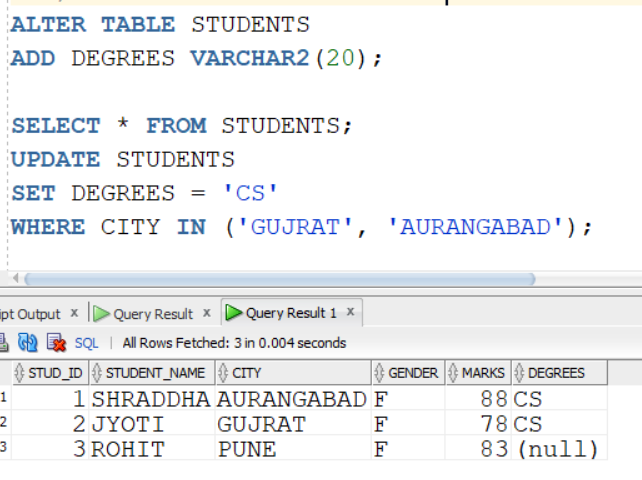 ALTER TABLE STUDENTS
ADD DEGREES VARCHAR2(20);
SELECT * FROM STUDENTS;
UPDATE STUDENTS
SET DEGREES = 'CS'
WHERE CITY IN ('GUJRAT', 'AURANGABAD');
ipt Output x Query Result x Query Result 1 x
SQL | All Rows Fetched: 3 in 0.004 seconds
STUD_ID STUDENT_NAME CITY GENDER MARKS DEGREES
1 1 SHRADDHA AURANGABAD F 88 CS
2 2 JYOTI GUJRAT F 78 CS
3 3 ROHIT PUNE F 83 (null)